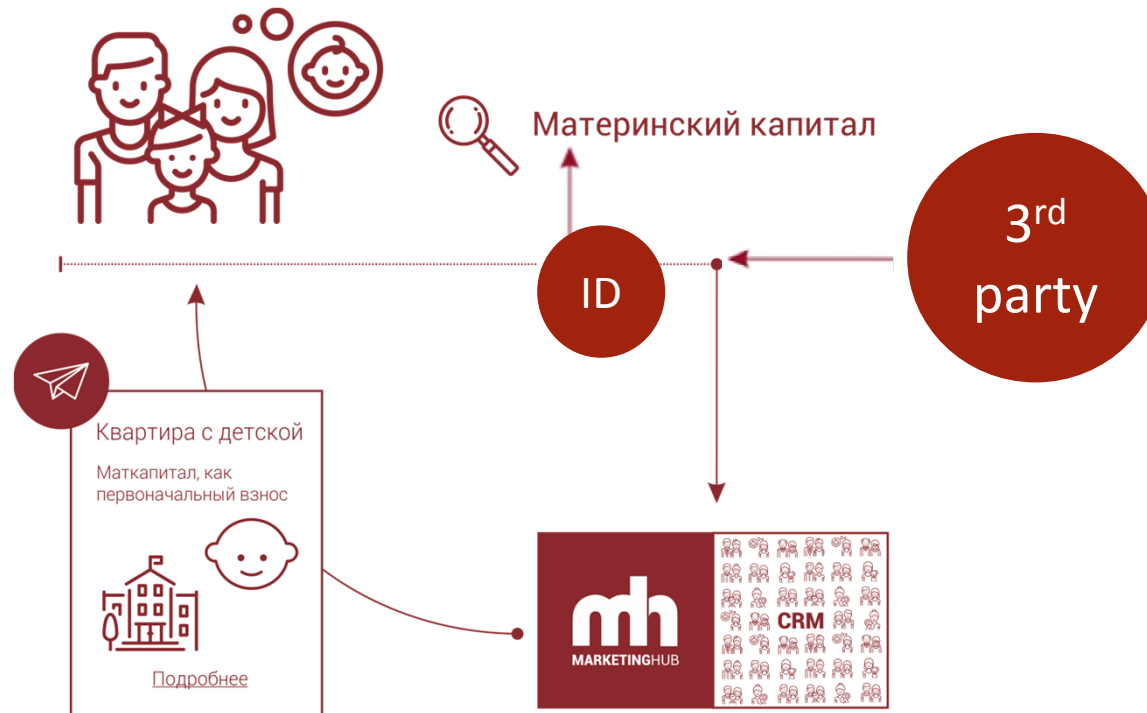 Материнский капитал
3rd
party
ID
Квартира с детской
Маткапитал, как
первоначальный взнос
Подробнее
mh
MARKETINGHUB
CRM